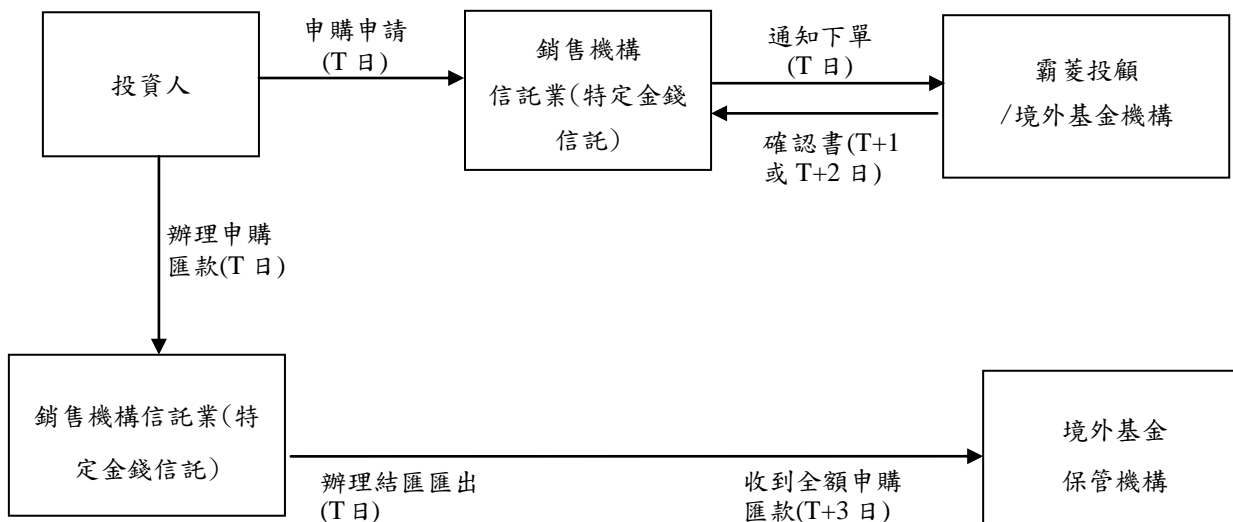 投資人
申購申請
(T 日)
銷售機構
信託業(特定金錢
信託)
通知下單
(T 日)
確認書(T+1
或 T+2 日)
霸菱投顧
/境外基金機構
辦理申購
匯款(T 日)
銷售機構信託業(特
定金錢信託)
辦理結匯匯出
(T 日)
收到全額申購
匯款(T+3 日)
境外基金
保管機構